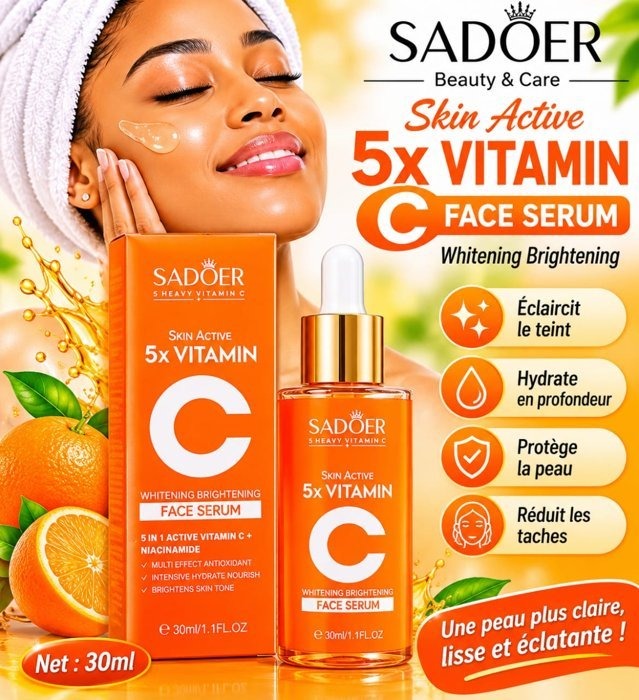 SADOER
Beauty & Care
Skin Active
5x VITAMIN
C FACE SERUM
Whitening Brightening
Éclaircit
le teint
Hydrate
en profondeur
Protège
la peau
Réduit les
taches
SADOER
5 HEAVY VITAMIN C
SKIN ACTIVE
5X VITAMIN
C
WHITENING BRIGHTENING
FACE SERUM
5 IN 1 ACTIVE VITAMIN C +
NIACINAMIDE
✓ MULTI EFFECT ANTIOXIDANT
✓ INTENSIVE HYDRATE NOURISH
✓ BRIGHTENS SKIN TONE
℮ 30ml/1.1FL.OZ
SADOER
5 HEAVY VITAMIN C
SKIN ACTIVE
5X VITAMIN
C
WHITENING BRIGHTENING
FACE SERUM
℮ 30ml/1.1FL.OZ
Net : 30ml
Une peau plus claire,
lisse et éclatante !